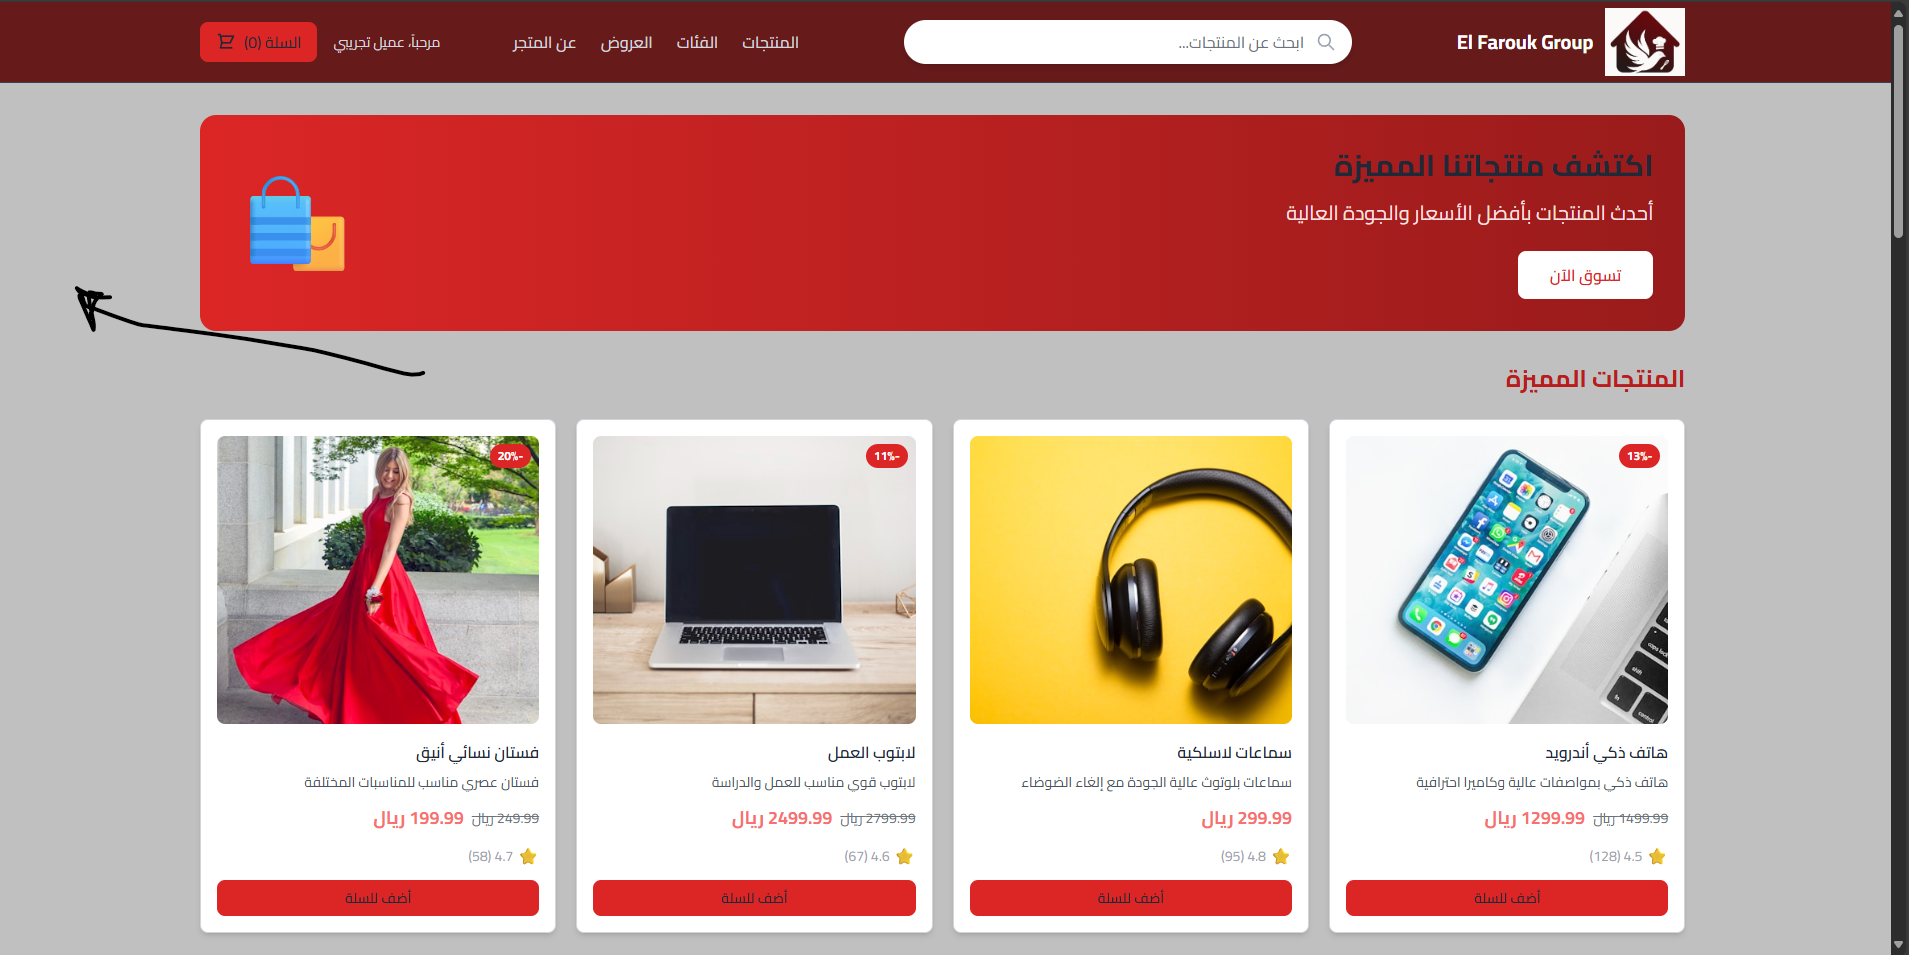 El Farouk Group
ابحث عن المنتجات...
المنتجات
الفئات
العروض
عن المتجر
مرحباً، عميل تجريبي
السلة (0)
اكتشف منتجاتنا المميزة
أحدث المنتجات بأفضل الأسعار والجودة العالية
تسوق الآن
المنتجات المميزة
13%-
هاتف ذكي أندرويد
هاتف ذكي بمواصفات عالية وكاميرا احترافية
1499.99 ريال 1299.99 ريال
4.5 (128)
أضف للسلة
سماعات لاسلكية
سماعات بلوتوث عالية الجودة مع إلغاء الضوضاء
299.99 ريال
4.8 (95)
أضف للسلة
11%-
لابتوب العمل
لابتوب قوي مناسب للعمل والدراسة
2799.99 ريال 2499.99 ريال
4.6 (67)
أضف للسلة
20%-
فستان نسائي أنيق
فستان عصري مناسب للمناسبات المختلفة
249.99 ريال 199.99 ريال
4.7 (58)
أضف للسلة